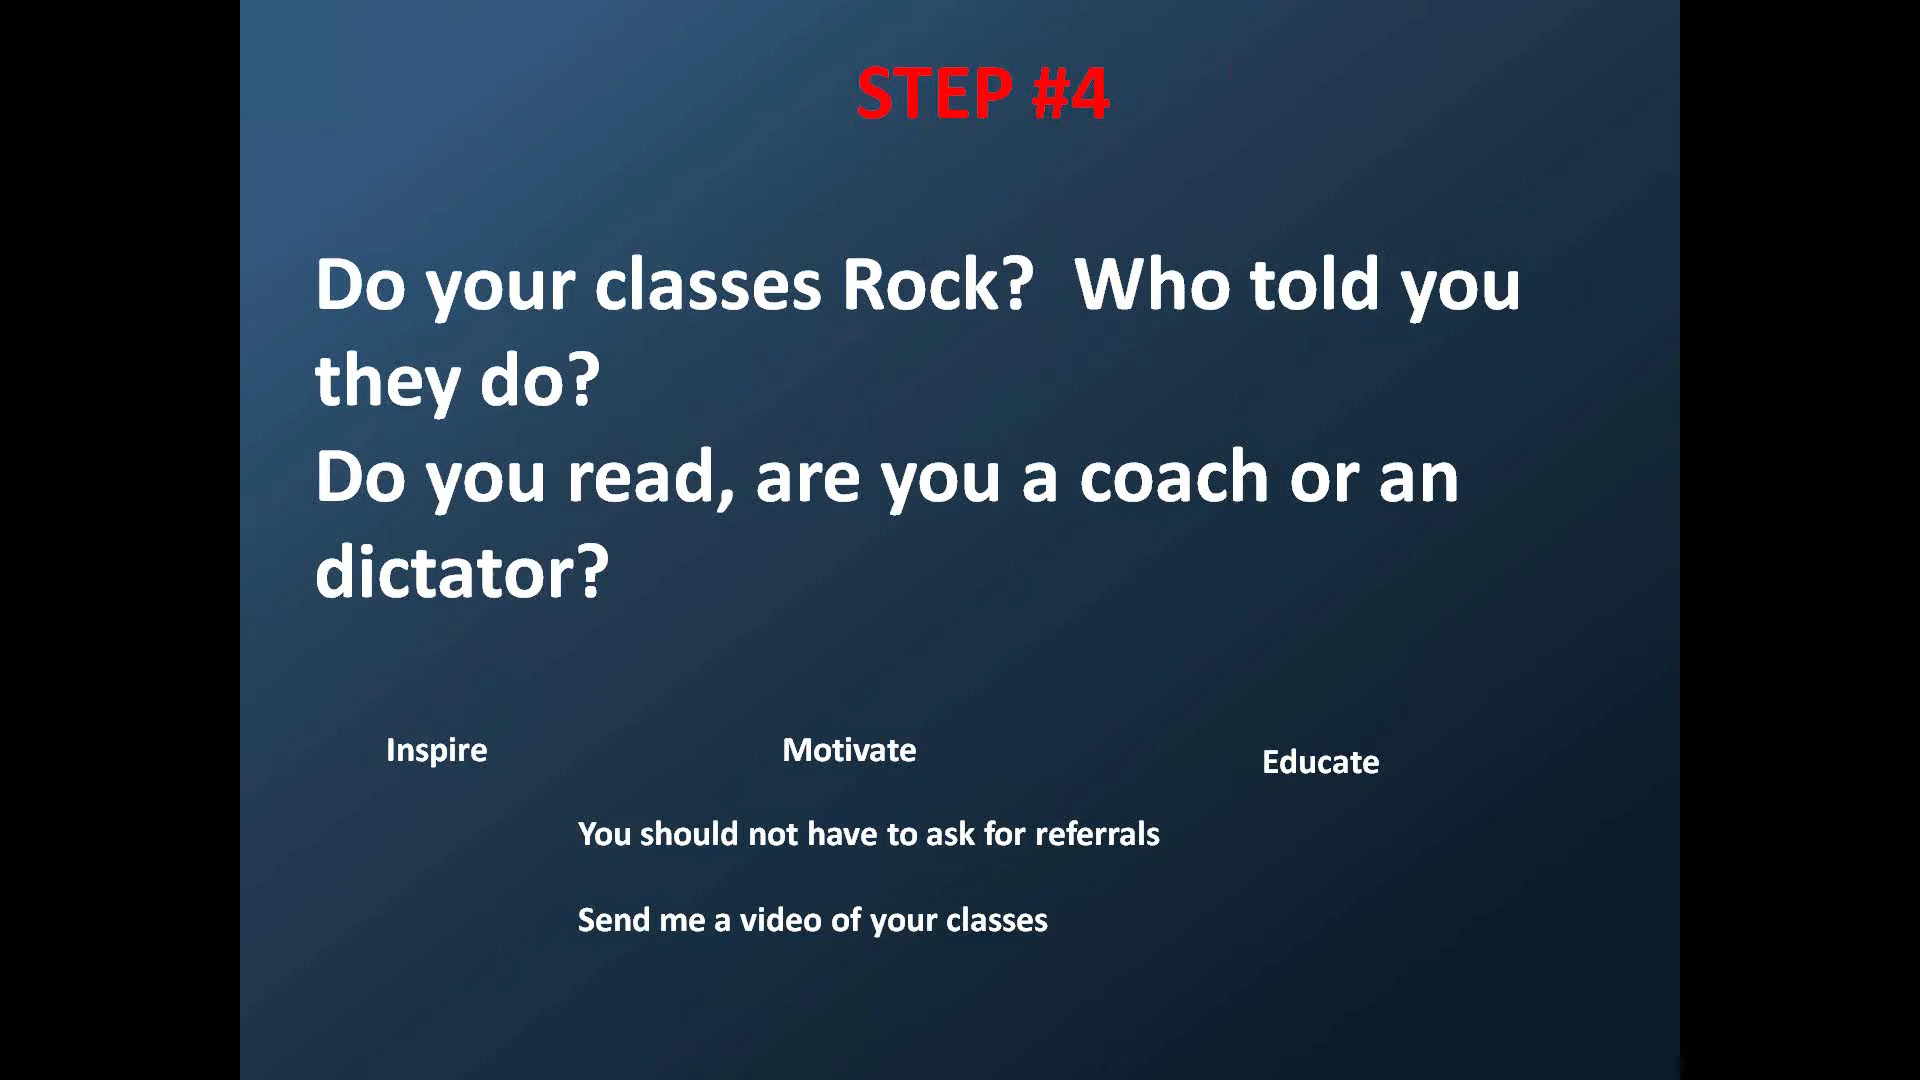 STEP #4
Do your classes Rock?  Who told you
they do?
Do you read, are you a coach or an
dictator?
Inspire
Motivate
Educate
You should not have to ask for referrals
Send me a video of your classes